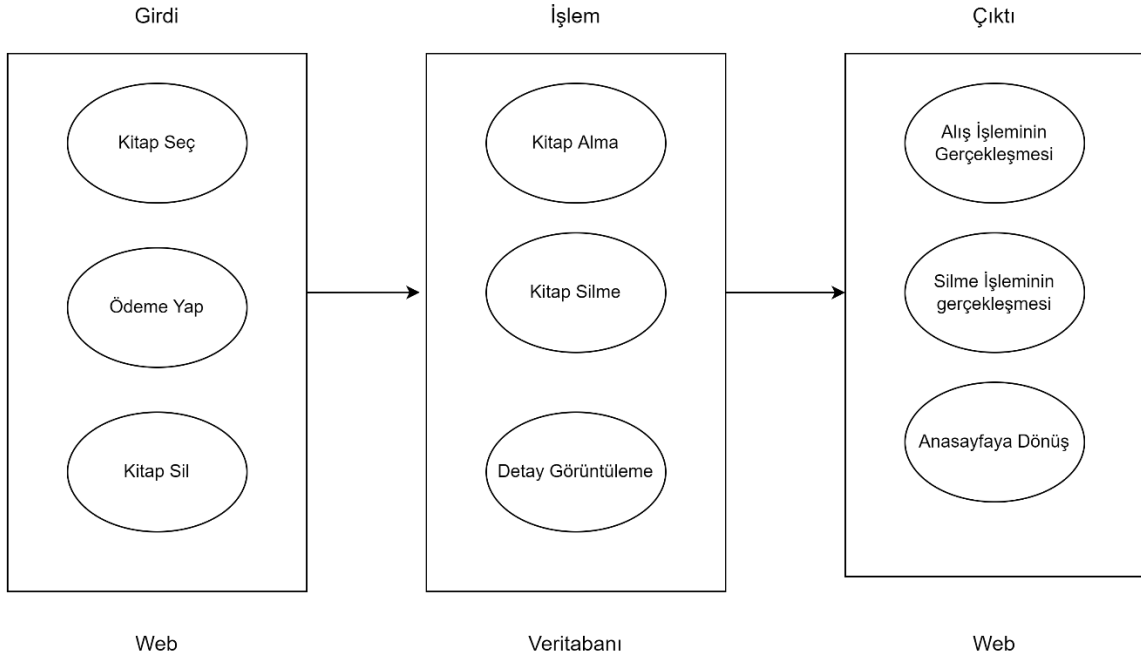 Girdi
İşlem
Çıktı
Kitap Seç
Kitap Alma
Alış İşleminin
Gerçekleşmesi
Ödeme Yap
Kitap Silme
Silme İşleminin
gerçekleşmesi
Kitap Sil
Detay Görüntüleme
Anasayfaya Dönüş
Web
Veritabanı
Web